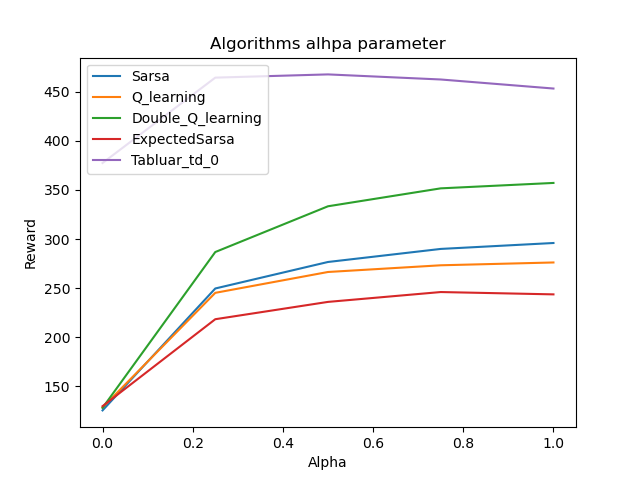 Algorithms alhpa parameter
Sarsa
Q_learning
Double_Q_learning
ExpectedSarsa
Tabluar_td_0
Reward
450
400
350
300
250
200
150
0.0 0.2 0.4 0.6 0.8 1.0
Alpha